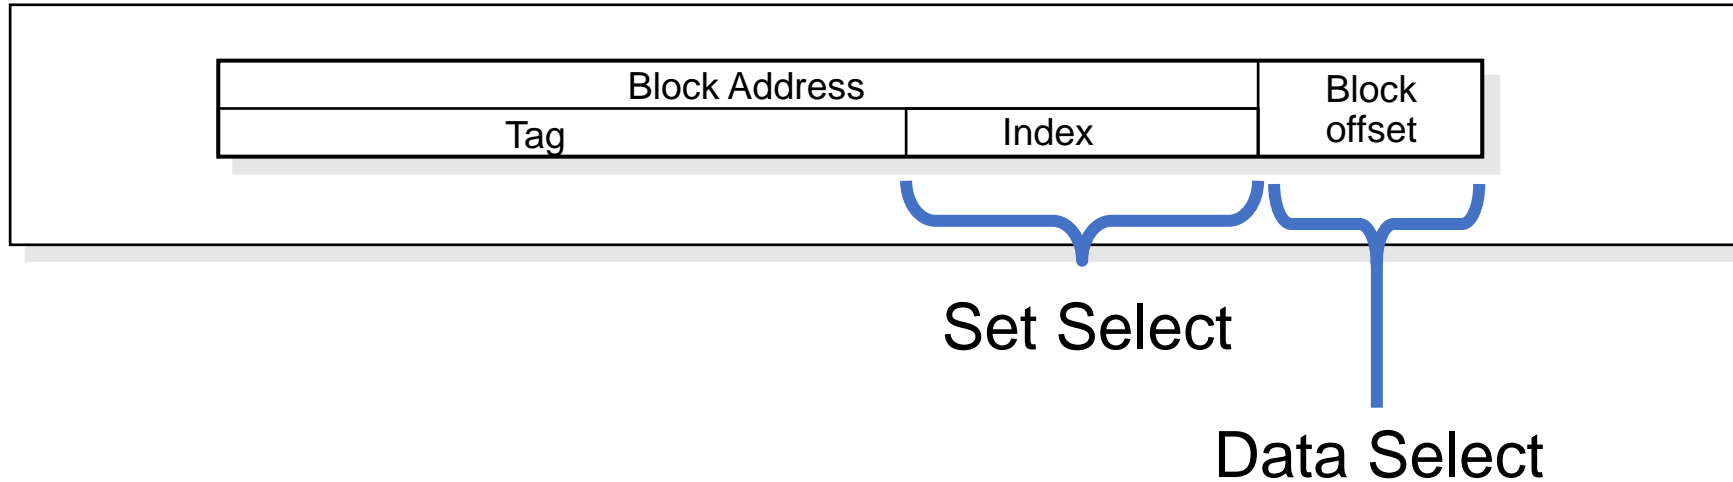 Block Address
Block
offset
Tag
Index
Set Select
Data Select